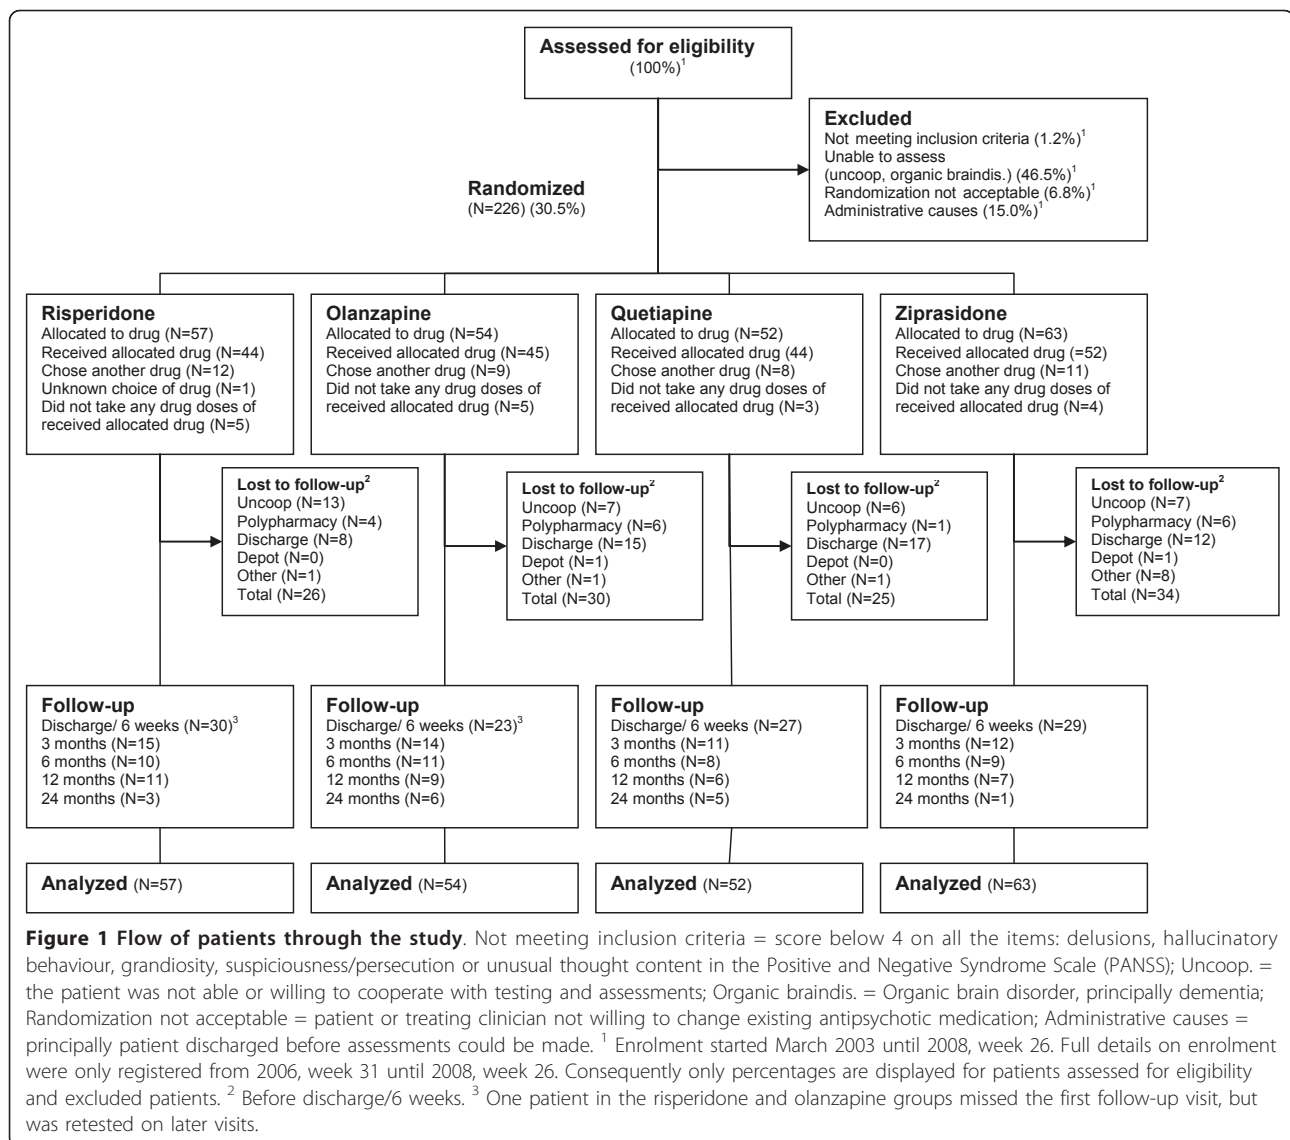 Assessed for eligibility
(100%)1
Excluded
Not meeting inclusion criteria (1.2%)1
Unable to assess
(uncoop, organic braindis.) (46.5%)1
Randomization not acceptable (6.8%)1
Administrative causes (15.0%)1
Randomized
(N=226) (30.5%)
Risperidone
Allocated to drug (N=57)
Received allocated drug (N=44)
Chose another drug (N=12)
Unknown choice of drug (N=1)
Did not take any drug doses of
received allocated drug (N=5)
Olanzapine
Allocated to drug (N=54)
Received allocated drug (N=45)
Chose another drug (N=9)
Did not take any drug doses of
received allocated drug (N=5)
Quetiapine
Allocated to drug (N=52)
Received allocated drug (44)
Chose another drug (N=8)
Did not take any drug doses of
received allocated drug (N=3)
Ziprasidone
Allocated to drug (N=63)
Received allocated drug (=52)
Chose another drug (N=11)
Did not take any drug doses of
received allocated drug (N=4)
Lost to follow-up2
Uncoop (N=13)
Polypharmacy (N=4)
Discharge (N=8)
Depot (N=0)
Other (N=1)
Total (N=26)
Lost to follow-up2
Uncoop (N=7)
Polypharmacy (N=6)
Discharge (N=15)
Depot (N=1)
Other (N=1)
Total (N=30)
Lost to follow-up2
Uncoop (N=6)
Polypharmacy (N=1)
Discharge (N=17)
Depot (N=0)
Other (N=1)
Total (N=25)
Lost to follow-up2
Uncoop (N=7)
Polypharmacy (N=6)
Discharge (N=12)
Depot (N=1)
Other (N=8)
Total (N=34)
Follow-up
Discharge/ 6 weeks (N=30)3
3 months (N=15)
6 months (N=10)
12 months (N=11)
24 months (N=3)
Follow-up
Discharge/ 6 weeks (N=23)3
3 months (N=14)
6 months (N=11)
12 months (N=9)
24 months (N=6)
Follow-up
Discharge/ 6 weeks (N=27)
3 months (N=11)
6 months (N=8)
12 months (N=6)
24 months (N=5)
Follow-up
Discharge/ 6 weeks (N=29)
3 months (N=12)
6 months (N=9)
12 months (N=7)
24 months (N=1)
Analyzed (N=57)
Analyzed (N=54)
Analyzed (N=52)
Analyzed (N=63)
Figure 1 Flow of patients through the study. Not meeting inclusion criteria = score below 4 on all the items: delusions, hallucinatory
behaviour, grandiosity, suspiciousness/persecution or unusual thought content in the Positive and Negative Syndrome Scale (PANSS); Uncoop. =
the patient was not able or willing to cooperate with testing and assessments; Organic braindis. = Organic brain disorder, principally dementia;
Randomization not acceptable = patient or treating clinician not willing to change existing antipsychotic medication; Administrative causes =
principally patient discharged before assessments could be made. 1 Enrolment started March 2003 until 2008, week 26. Full details on enrolment
were only registered from 2006, week 31 until 2008, week 26. Consequently only percentages are displayed for patients assessed for eligibility
and excluded patients. 2 Before discharge/6 weeks. 3 One patient in the risperidone and olanzapine groups missed the first follow-up visit, but
was retested on later visits.